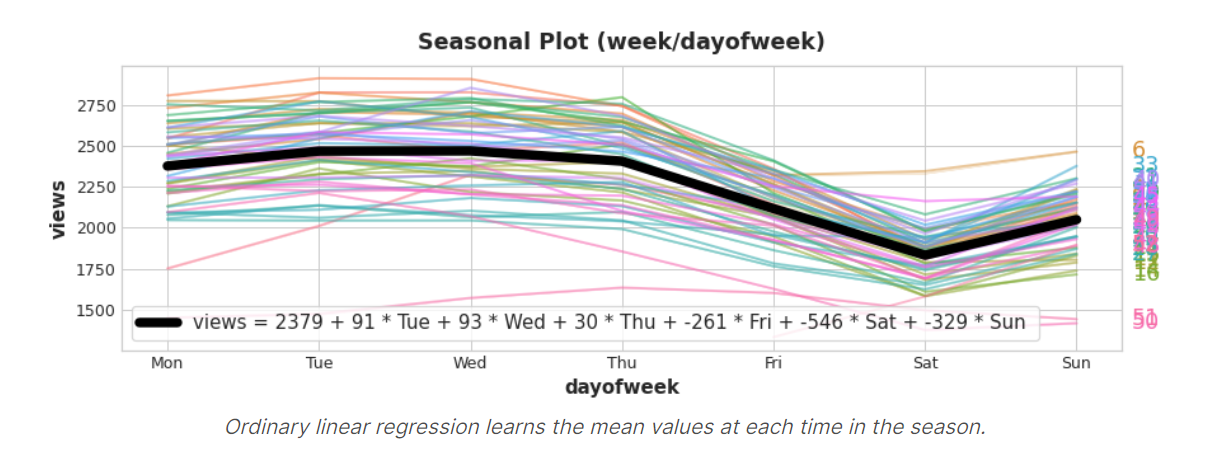 Seasonal Plot (week/dayofweek)
2750
2500
2250
2000
1750
1500
views
6
33
16
51
50
views = 2379 + 91 * Tue + 93 * Wed + 30 * Thu + -261 * Fri + -546 * Sat + -329 * Sun
Mon Tue Wed Thu Fri Sat Sun
dayofweek
Ordinary linear regression learns the mean values at each time in the season.